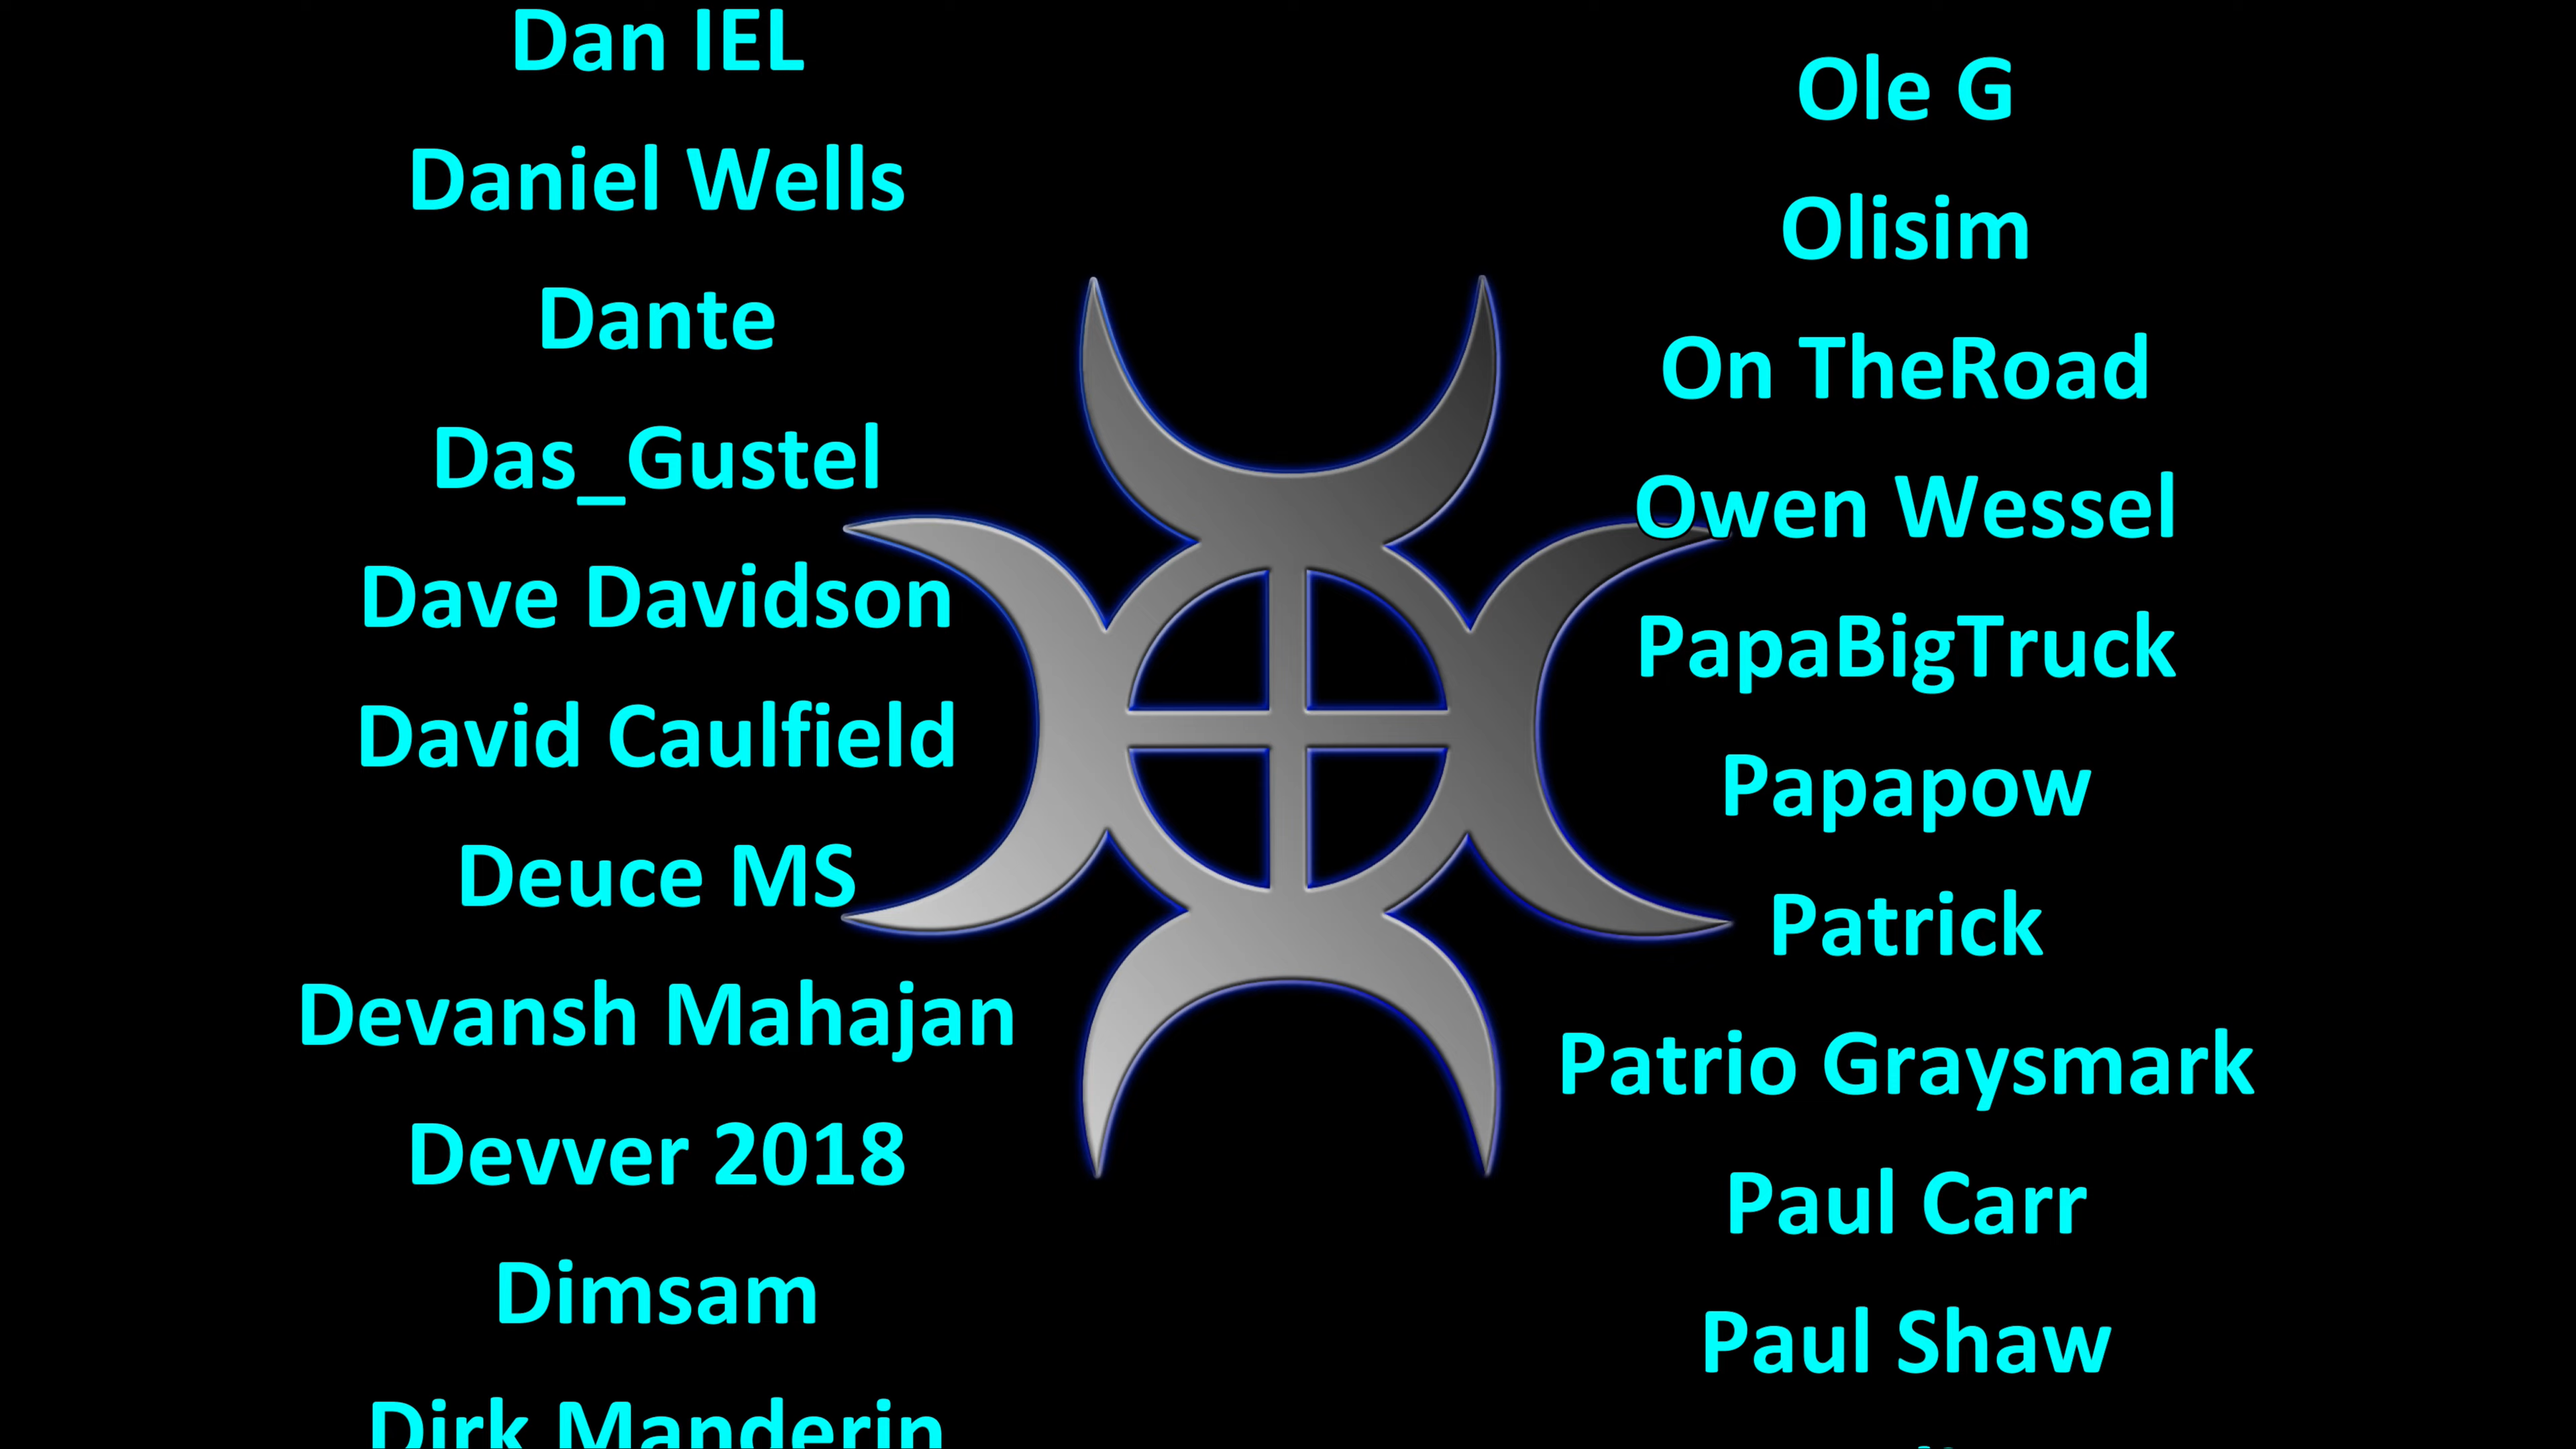 Dan IEL
Daniel Wells
Dante
Das_Gustel
Dave Davidson
David Caulfield
Deuce MS
Devansh Mahajan
Devver 2018
Dimsam
Dirk Manderin
Ole G
Olisim
On TheRoad
Owen Wessel
PapaBigTruck
Papapow
Patrick
Patrio Graysmark
Paul Carr
Paul Shaw